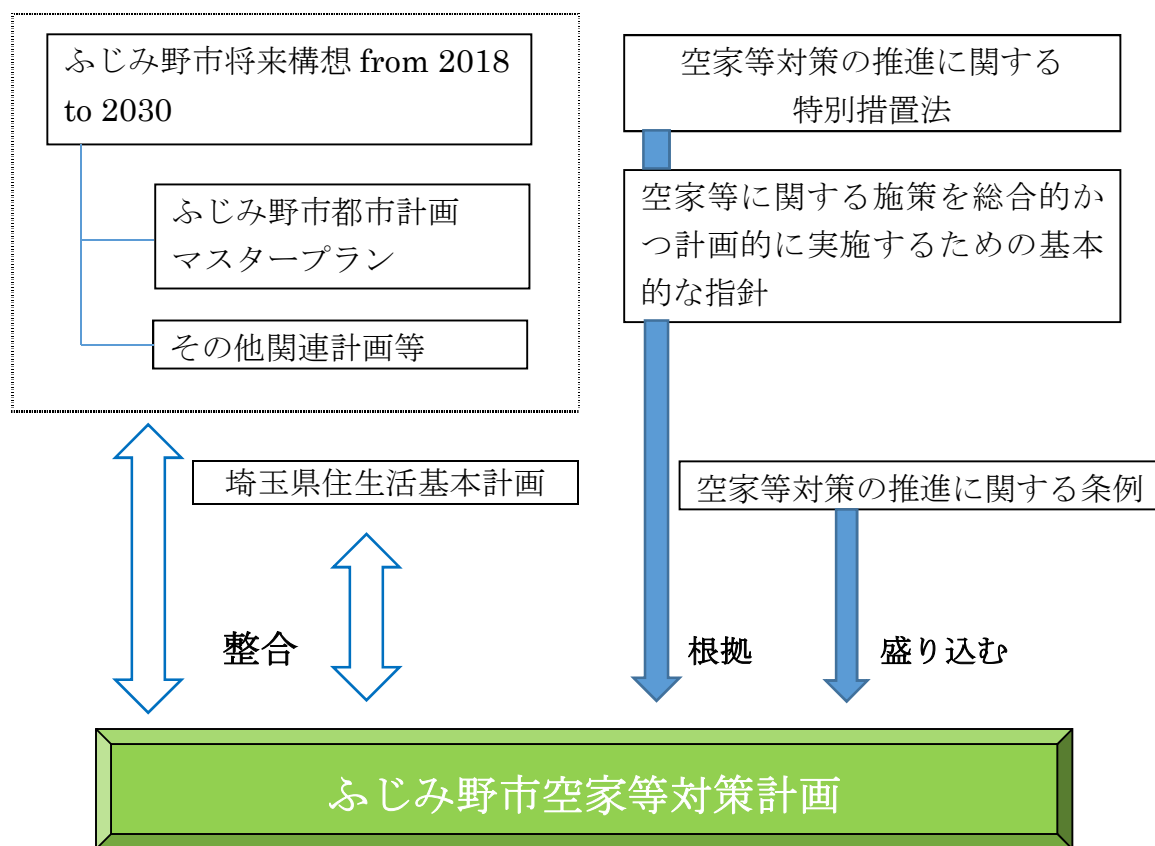 ふじみ野市将来構想 from 2018
to 2030
ふじみ野市都市計画
マスタープラン
その他関連計画等
空家等対策の推進に関する
特別措置法
空家等に関する施策を総合的か
つ計画的に実施するための基本
的な指針
埼玉県住生活基本計画
空家等対策の推進に関する条例
整合
根拠
盛り込む
ふじみ野市空家等対策計画